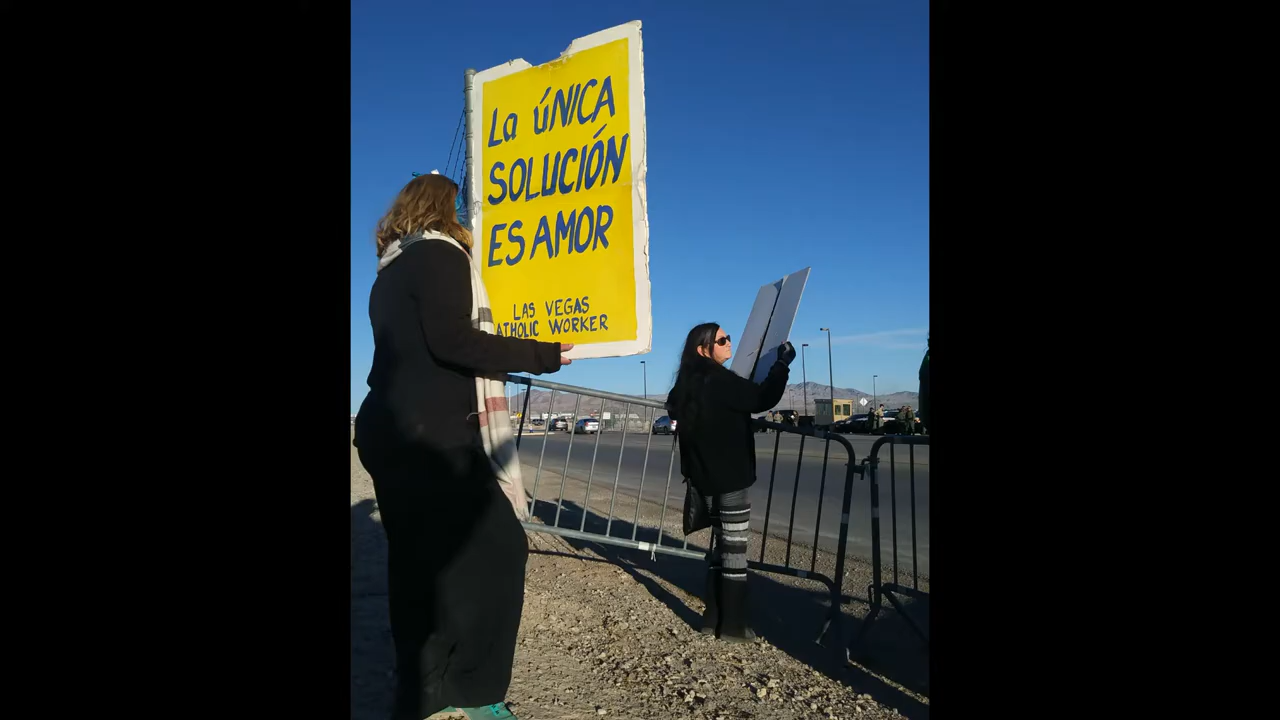 La úNICA
SOLUCIÓN
ES AMOR
LAS VEGAS
ATHOLIC WORKER